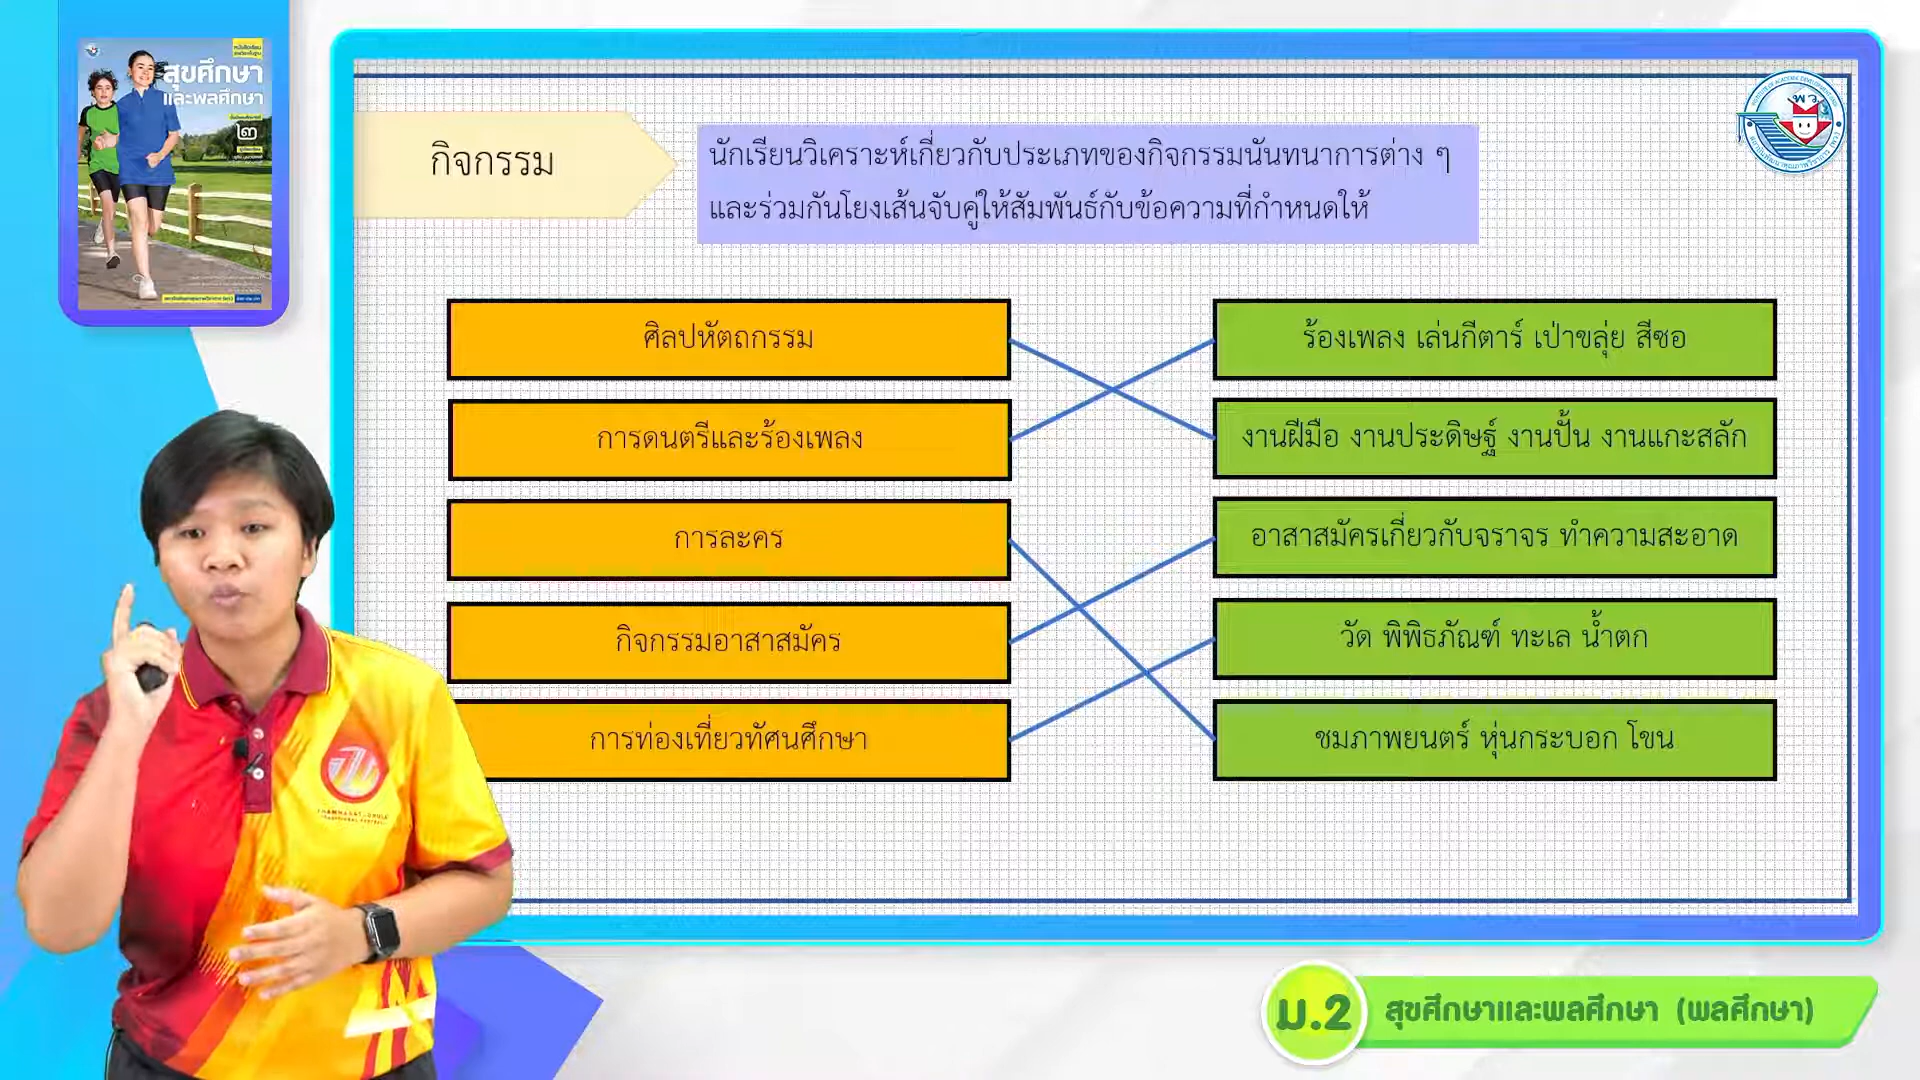 สุขศึกษา
และพลศึกษา
๒
กิจกรรม
นักเรียนวิเคราะห์เกี่ยวกับประเภทของกิจกรรมนันทนาการต่าง ๆ
และร่วมกันโยงเส้นจับคู่ให้สัมพันธ์กับข้อความที่กำหนดให้
พว
ศิลปหัตถกรรม
ร้องเพลง เล่นกีตาร์ เป่าขลุ่ย สีซอ
การดนตรีและร้องเพลง
งานฝีมือ งานประดิษฐ์ งานปั้น งานแกะสลัก
การละคร
อาสาสมัครเกี่ยวกับจราจร ทำความสะอาด
กิจกรรมอาสาสมัคร
วัด พิพิธภัณฑ์ ทะเล น้ำตก
การท่องเที่ยวทัศนศึกษา
ชมภาพยนตร์ หุ่นกระบอก โขน
ม.2
สุขศึกษาและพลศึกษา (พลศึกษา)